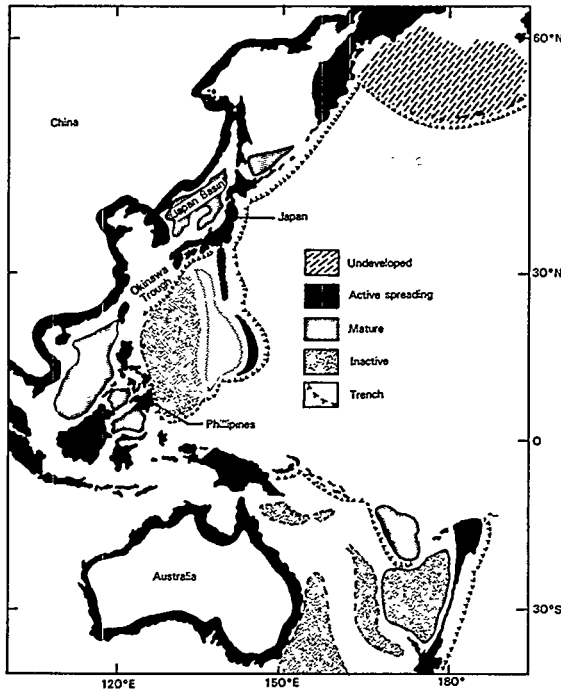 60°N
China
Japan Basin
Japan
Okinawa
Trough
30°N
Undeveloped
Active spreading
Mature
Inactive
Trench
Philipines
0
Australia
30°S
120°E
150°E
180°